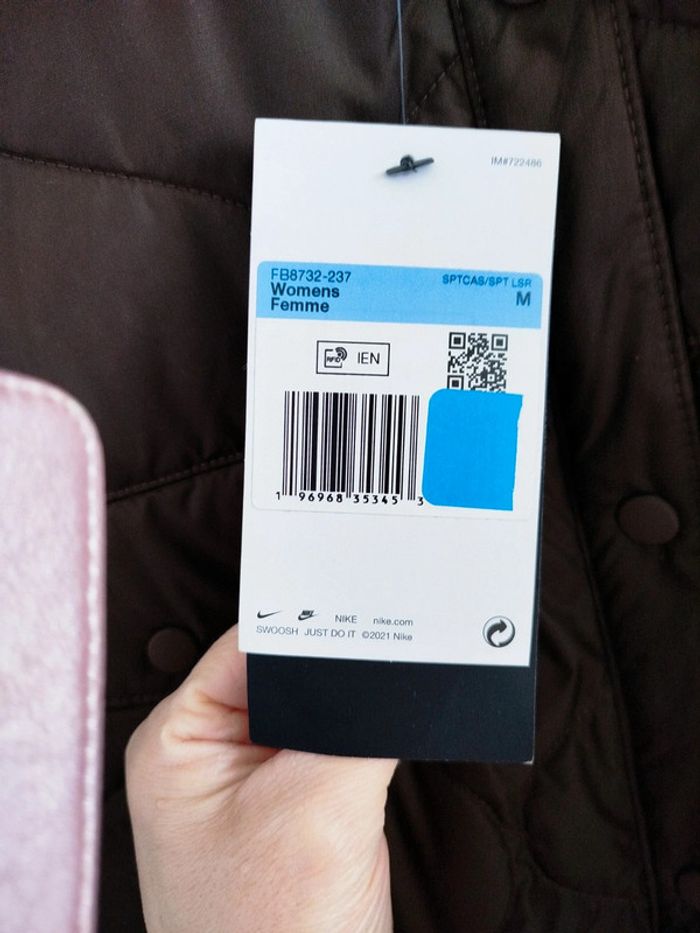 IM#722486
FB8732-237
Womens
Femme
SPTCAS/SPT LSR
M
RFID IEN
1 96968 35345 3
NIKE nike.com
SWOOSH JUST DO IT ©2021 Nike